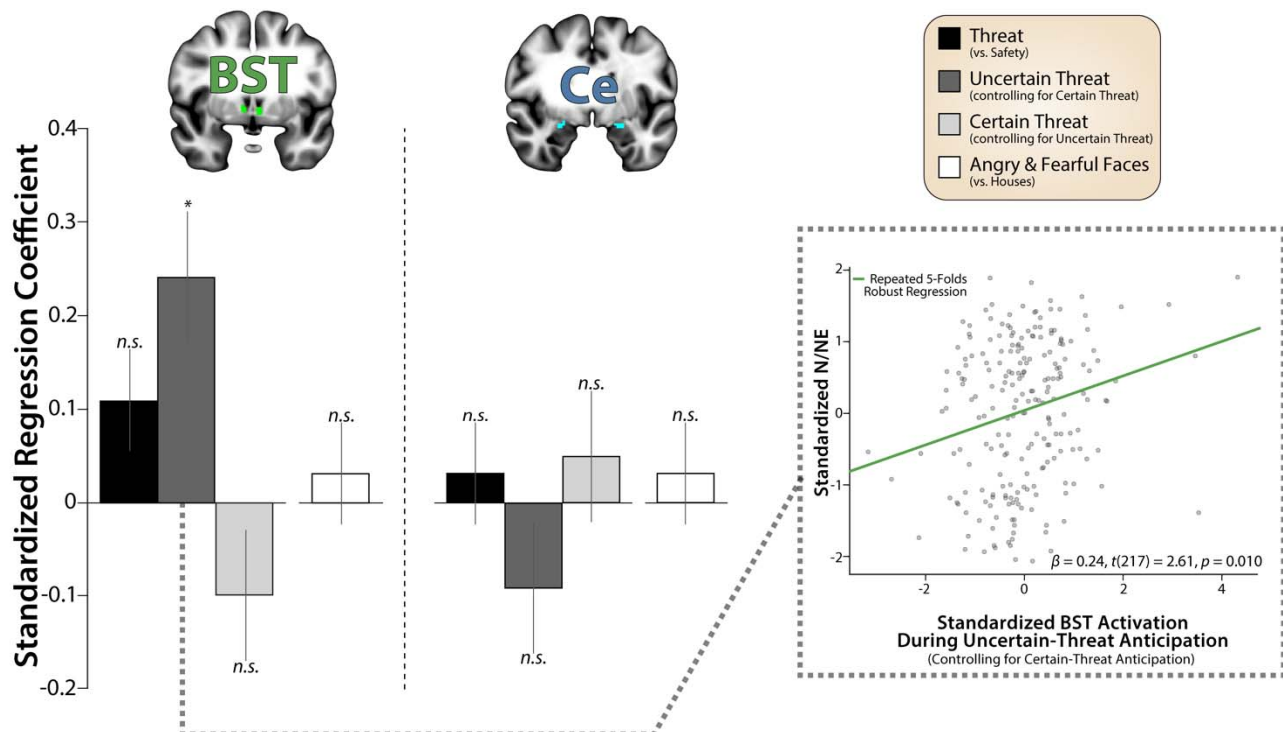 BST
Ce
Threat
(vs. Safety)
Uncertain Threat
(controlling for Certain Threat)
Certain Threat
(controlling for Uncertain Threat)
Angry & Fearful Faces
(vs. Houses)
Standardized Regression Coefficient
0.4
0.3
0.2
0.1
0
-0.1
-0.2
n.s.
*
n.s.
n.s.
n.s.
n.s.
n.s.
n.s.
Repeated 5-Folds
Robust Regression
Standardized N/NE
2
1
0
-1
-2
β = 0.24, t(217) = 2.61, p = 0.010
-2
0
2
4
Standardized BST Activation
During Uncertain-Threat Anticipation
(Controlling for Certain-Threat Anticipation)